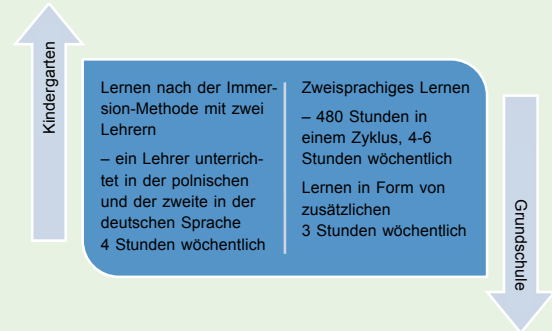 Kindergarten
Lernen nach der Immer-
sion-Methode mit zwei
Lehrern
– ein Lehrer unterrich-
tet in der polnischen
und der zweite in der
deutschen Sprache
4 Stunden wöchentlich
Zweisprachiges Lernen
– 480 Stunden in
einem Zyklus, 4-6
Stunden wöchentlich
Lernen in Form von
zusätzlichen
3 Stunden wöchentlich
Grundschule